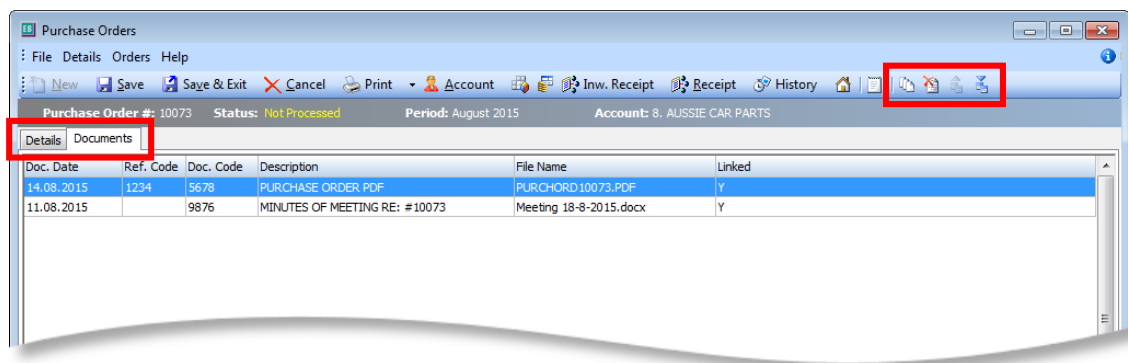 Purchase Orders
File Details Orders Help
New Save Save & Exit Cancel Print Account Inw. Receipt Receipt History
Purchase Order #: 10073 Status: Not Processed Period: August 2015 Account: 8. AUSSIE CAR PARTS
Details Documents
Doc. Date Ref. Code Doc. Code Description File Name Linked
14.08.2015 1234 5678 PURCHASE ORDER PDF PURCHORD10073.PDF Y
11.08.2015 9876 MINUTES OF MEETING RE: #10073 Meeting 18-8-2015.docx Y